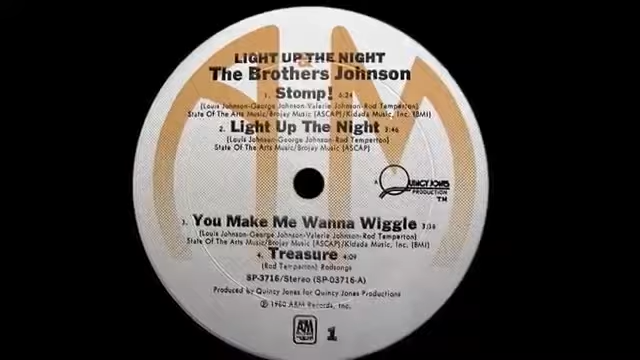 LIGHT UP THE NIGHT
The Brothers Johnson
1. Stomp! 6:24
(Louis Johnson-George Johnson-Valerie Johnson-Rod Temperton)
State Of The Arts Music/Brojay Music (ASCAP)/Kidada Music, Inc. (BMI)
2. Light Up The Night 3:46
(Louis Johnson-George Johnson-Rod Temperton)
State Of The Arts Music/Brojay Music (ASCAP)
A QUINCY JONES
PRODUCTION
TM
3. You Make Me Wanna Wiggle 3:38
(Louis Johnson-George Johnson-Valerie Johnson-Rod Temperton)
State Of The Arts Music/Brojay Music (ASCAP)/Kidada Music, Inc. (BMI)
4. Treasure 4:09
(Rod Temperton) Rodsongs
SP-3716/Stereo (SP-03716-A)
Produced by Quincy Jones for Quincy Jones Productions
℗ 1980 A&M Records, Inc.
A&M
1